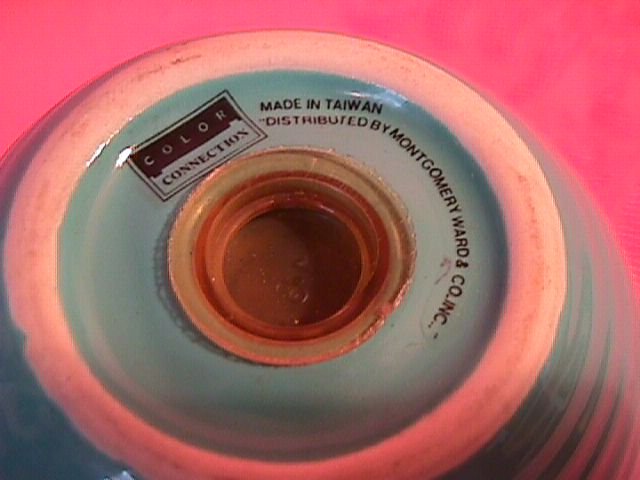 COLOR
CONNECTION
MADE IN TAIWAN
"DISTRIBUTED BY MONTGOMERY WARD & CO., INC.."